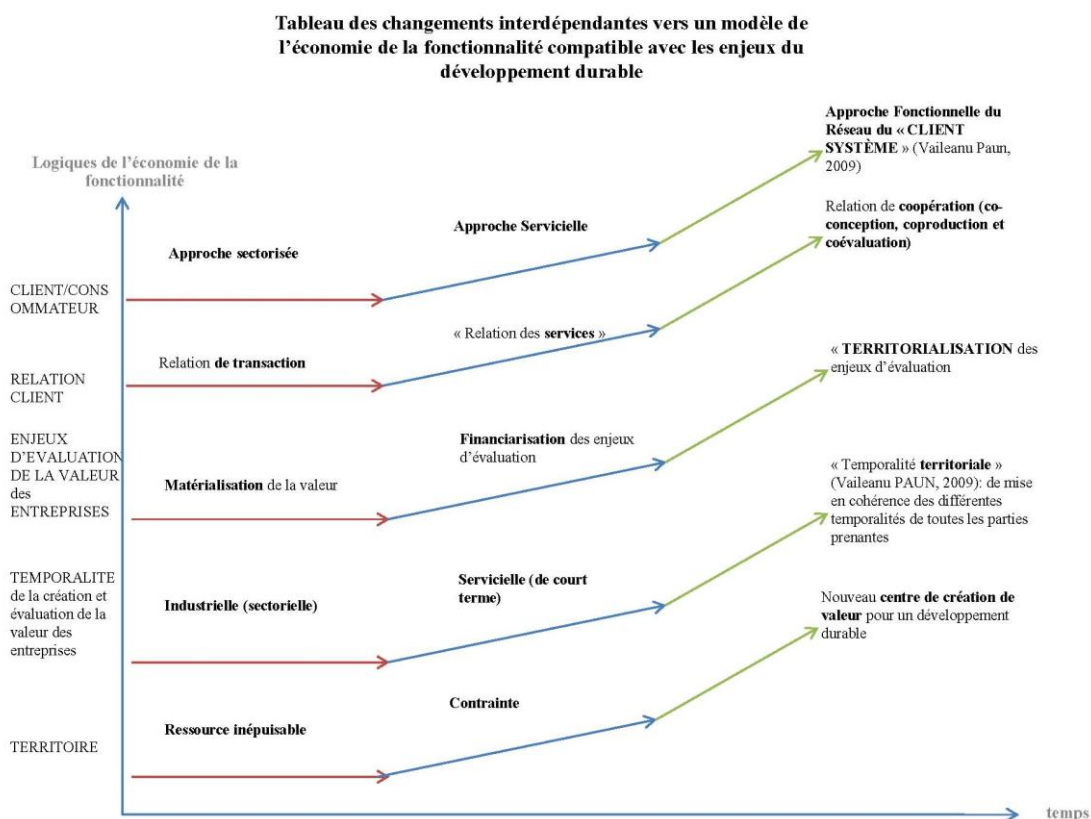 Tableau des changements interdépendantes vers un modèle de
l'économie de la fonctionnalité compatible avec les enjeux du
développement durable
Logiques de l'économie de la
fonctionnalité
CLIENT/CONS
OMMATEUR
Approche sectorisée
Approche Servicielle
Approche Fonctionnelle du
Réseau du « CLIENT
SYSTÈME » (Vaileanu Paun,
2009)
RELATION
CLIENT
Relation de transaction
« Relation des services »
Relation de coopération (co-
conception, coproduction et
coévaluation)
ENJEUX
D'EVALUATION
DE LA VALEUR
des
ENTREPRISES
Matérialisation de la valeur
Financiarisation des enjeux
d'évaluation
« TERRITORIALISATION des
enjeux d'évaluation
TEMPORALITE
de la création et
évaluation de la
valeur des
entreprises
Industrielle (sectorielle)
Servicielle (de court
terme)
« Temporalité territoriale »
(Vaileanu PAUN, 2009): de mise
en cohérence des différentes
temporalités de toutes les parties
prenantes
TERRITOIRE
Ressource inépuisable
Contrainte
Nouveau centre de création de
valeur pour un développement
durable
temps